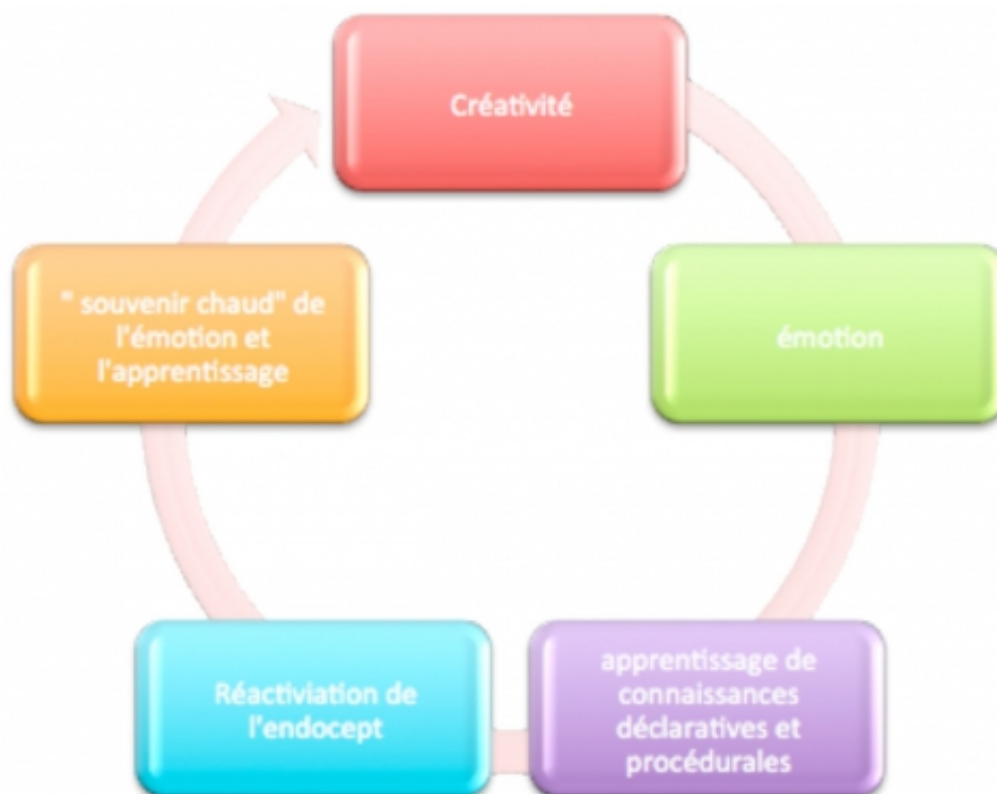 Créativité
émotion
apprentissage de
connaissances
déclaratives et
procédurales
Réactiviation de
l'endocept
" souvenir chaud" de
l'émotion et
l'apprentissage